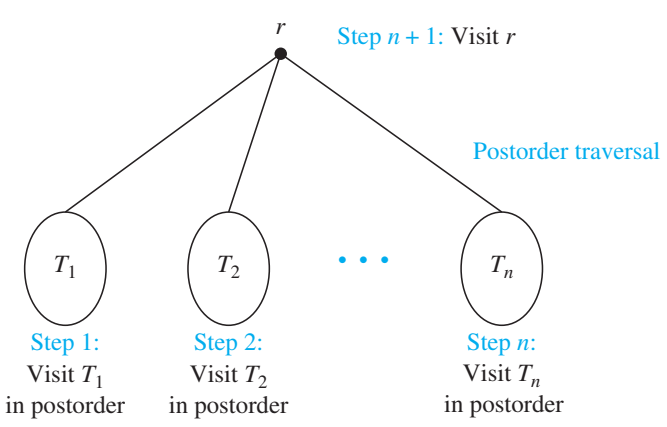 r
Step n + 1: Visit r
Postorder traversal
T₁
T₂
· · ·
Tₙ
Step 1:
Visit T₁
in postorder
Step 2:
Visit T₂
in postorder
Step n:
Visit Tₙ
in postorder